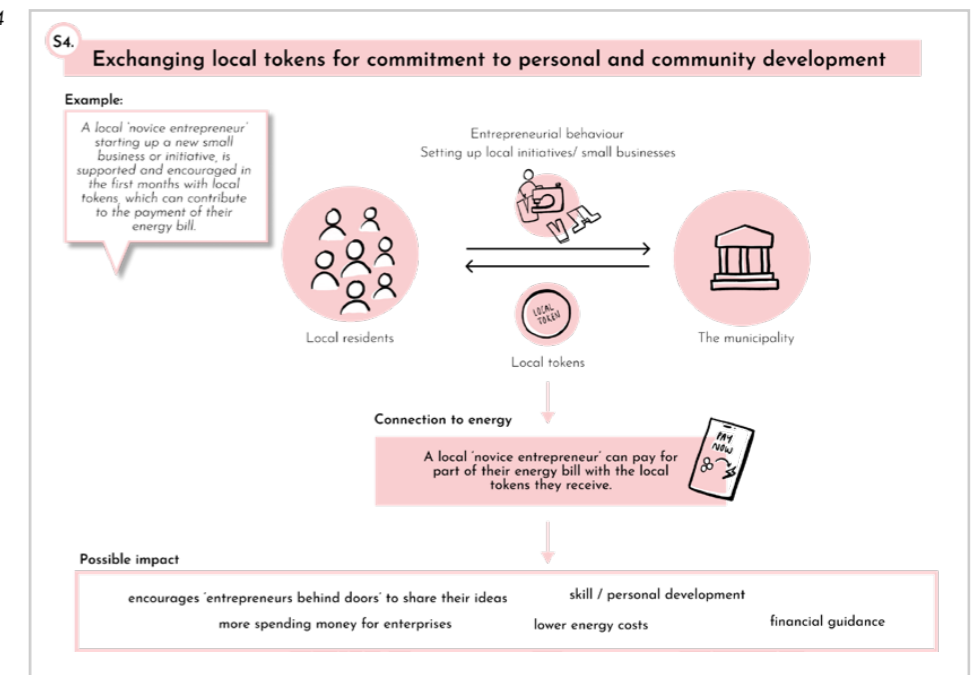 4
S4.
Exchanging local tokens for commitment to personal and community development
Example:
A local 'novice entrepreneur'
starting up a new small
business or initiative, is
supported and encouraged in
the first months with local
tokens, which can contribute
to the payment of their
energy bill.
Entrepreneurial behaviour
Setting up local initiatives/ small businesses
LOCAL
TOKEN
Local residents
The municipality
Local tokens
Connection to energy
A local 'novice entrepreneur' can pay for
part of their energy bill with the local
tokens they receive.
PAY
NOW
Possible impact
encourages 'entrepreneurs behind doors' to share their ideas
skill / personal development
more spending money for enterprises
lower energy costs
financial guidance